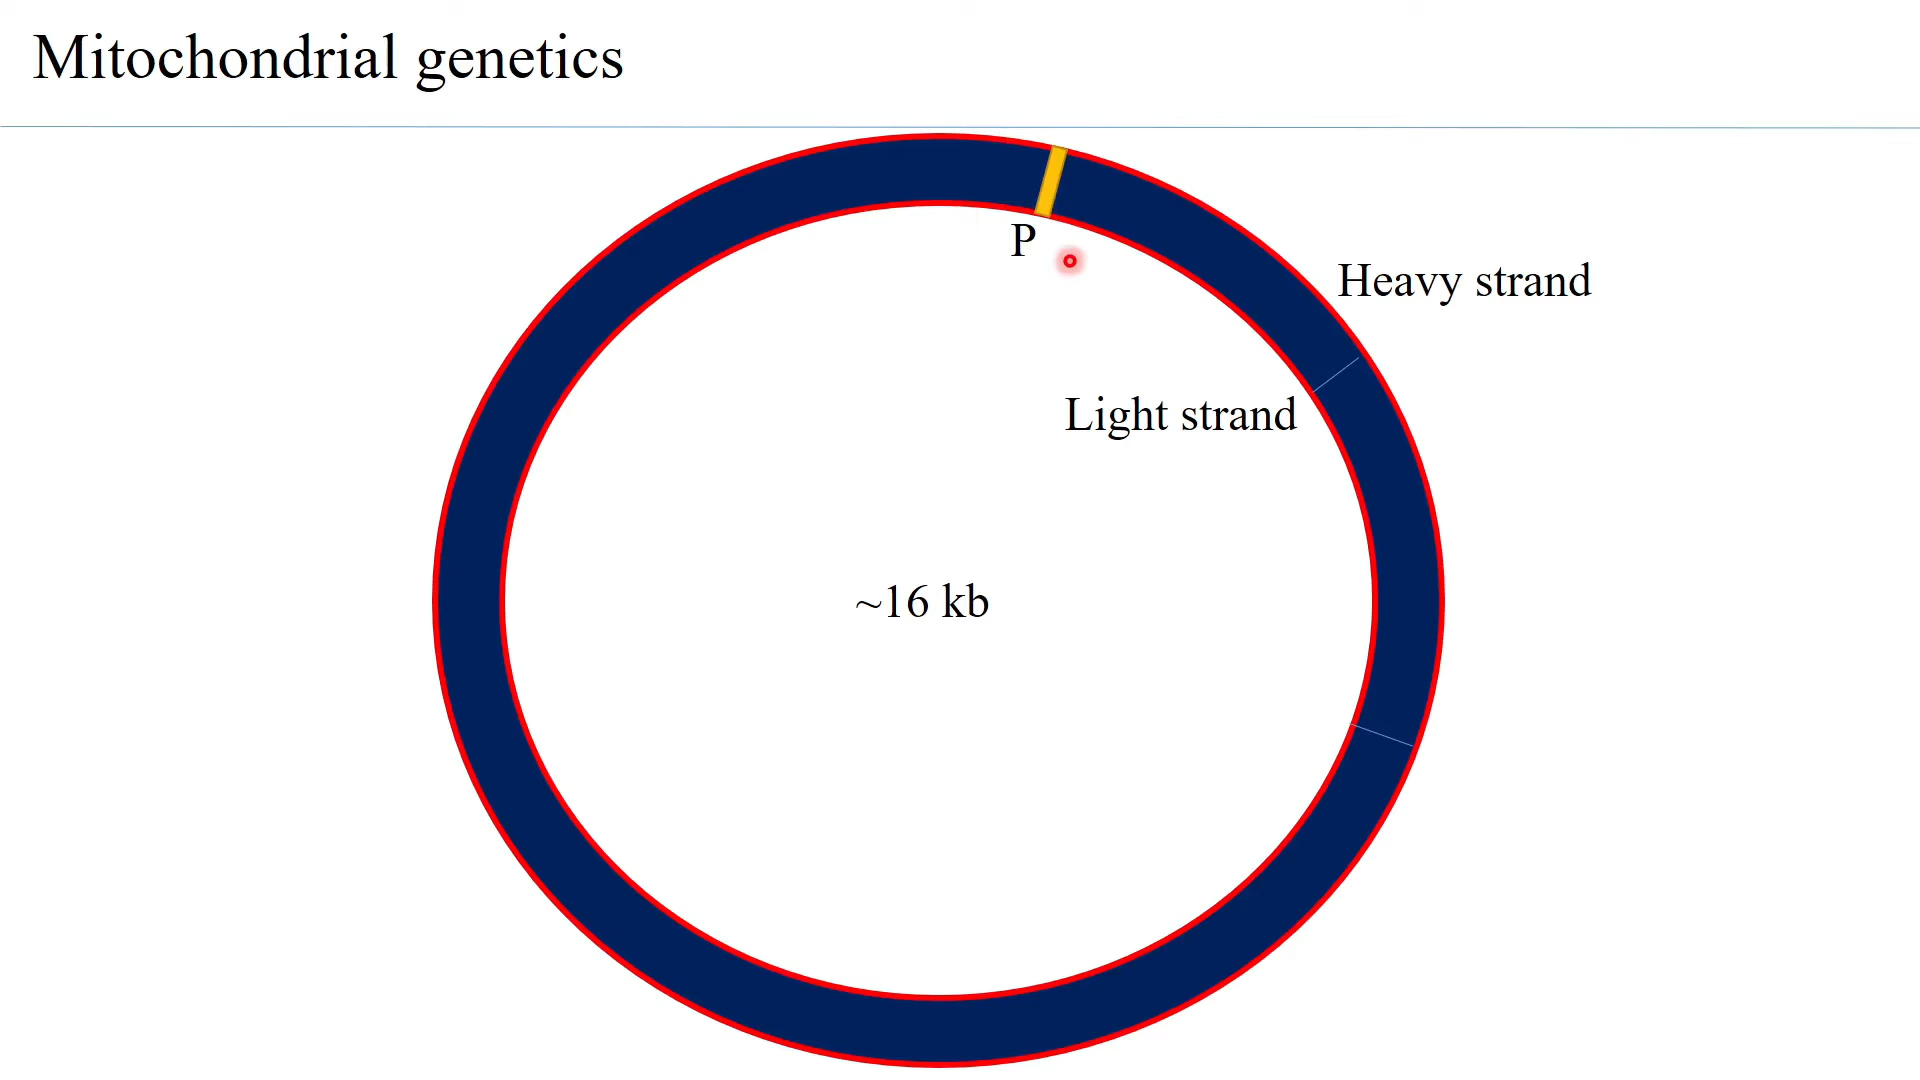 Mitochondrial genetics
P
Heavy strand
Light strand
~16 kb